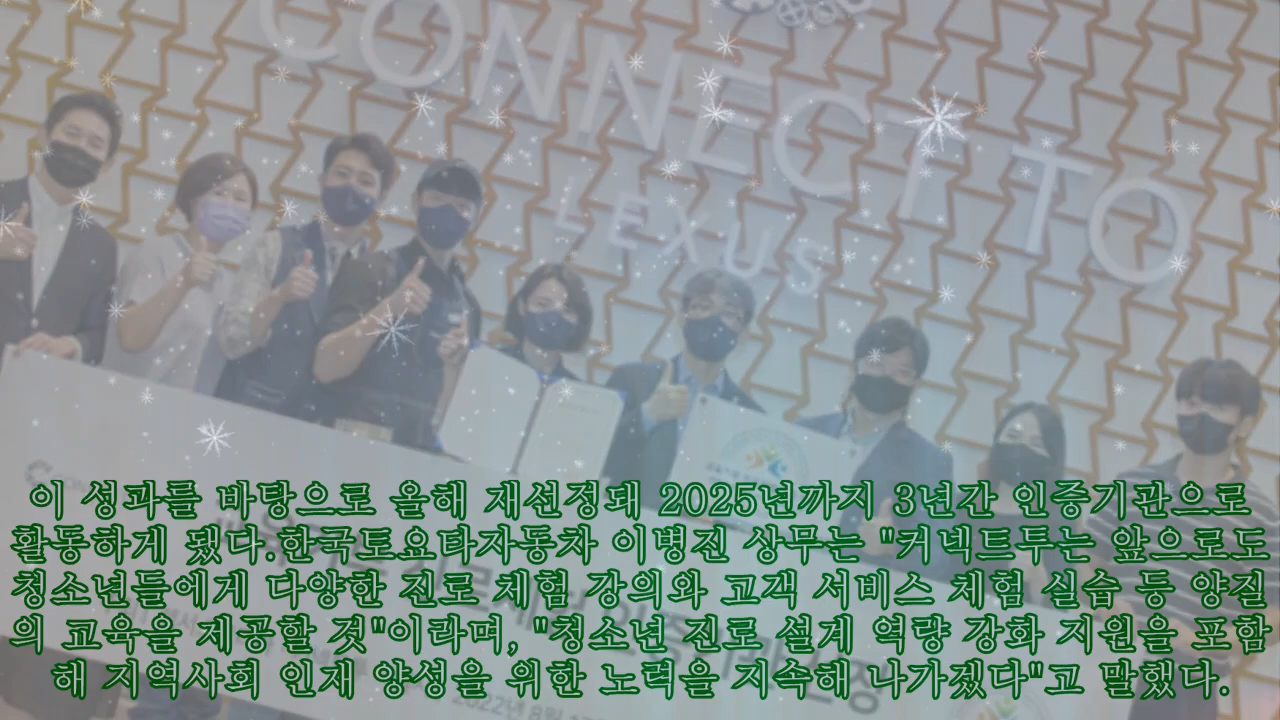 CONNECT TO
LEXUS
이 성과를 바탕으로 올해 재선정돼 2025년까지 3년간 인증기관으로
활동하게 됐다.한국토요타자동차 이병진 상무는 "커넥트투는 앞으로도
청소년들에게 다양한 진로 체험 강의와 고객 서비스 체험 실습 등 양질
의 교육을 제공할 것"이라며, "청소년 진로 설계 역량 강화 지원을 포함
해 지역사회 인재 양성을 위한 노력을 지속해 나가겠다"고 말했다.
2022년 8월